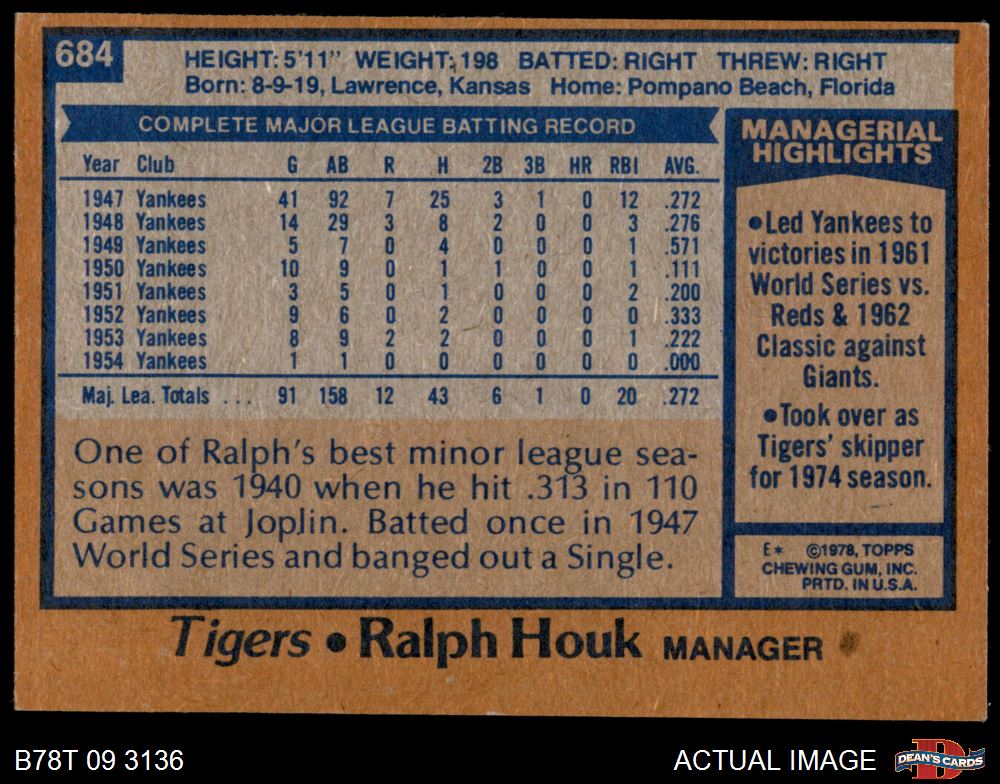 684
HEIGHT: 5'11" WEIGHT: 198 BATTED: RIGHT THREW: RIGHT
Born: 8-9-19, Lawrence, Kansas Home: Pompano Beach, Florida
COMPLETE MAJOR LEAGUE BATTING RECORD
Year Club G AB R H 2B 3B HR RBI AVG.
1947 Yankees 41 92 7 25 3 1 0 12 .272
1948 Yankees 14 29 3 8 2 0 0 3 .276
1949 Yankees 5 7 0 4 0 0 0 1 .571
1950 Yankees 10 9 0 1 1 0 0 1 .111
1951 Yankees 3 5 0 1 0 0 0 2 .200
1952 Yankees 9 6 0 2 0 0 0 0 .333
1953 Yankees 8 9 2 2 0 0 0 1 .222
1954 Yankees 1 1 0 0 0 0 0 0 .000
Maj. Lea. Totals ... 91 158 12 43 6 1 0 20 .272
One of Ralph's best minor league sea-
sons was 1940 when he hit .313 in 110
Games at Joplin. Batted once in 1947
World Series and banged out a Single.
MANAGERIAL
HIGHLIGHTS
•Led Yankees to
victories in 1961
World Series vs.
Reds & 1962
Classic against
Giants.
•Took over as
Tigers' skipper
for 1974 season.
E* ©1978, TOPPS
CHEWING GUM, INC.
PRTD. IN U.S.A.
Tigers • Ralph Houk MANAGER
B78T 09 3136 ACTUAL IMAGE
DEAN'S CARDS